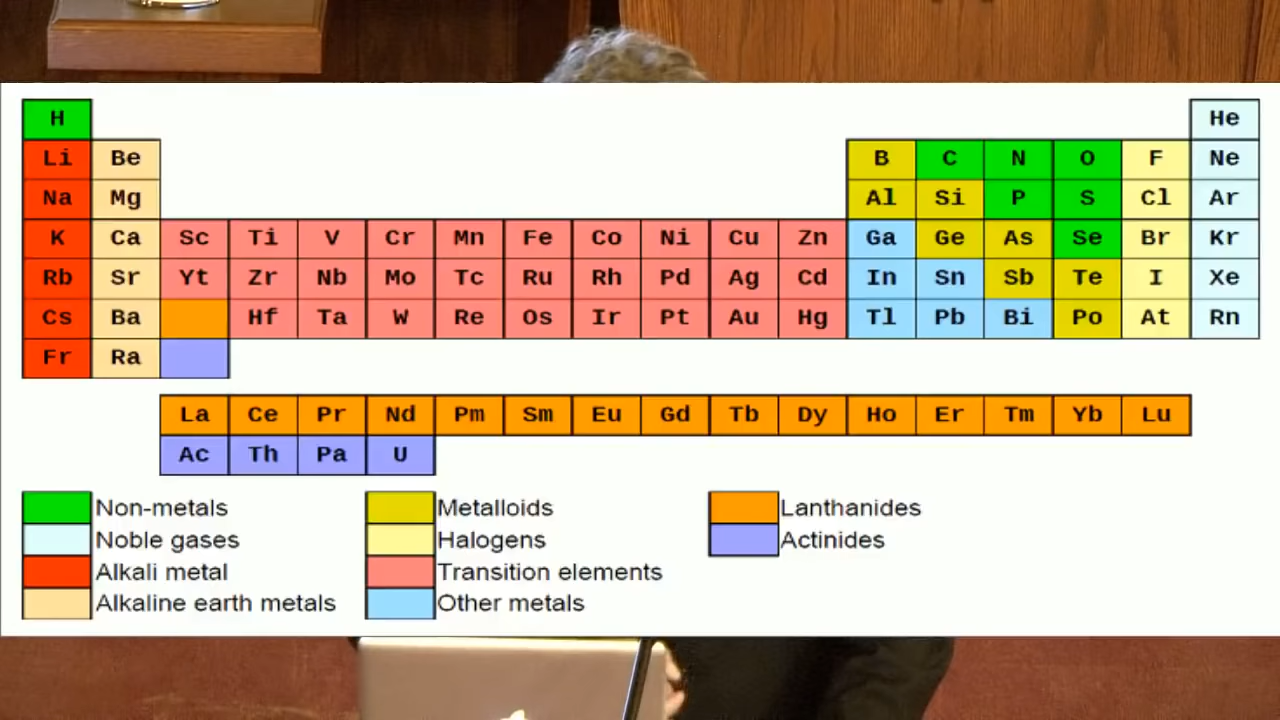 H He
Li Be B C N O F Ne
Na Mg Al Si P S Cl Ar
K Ca Sc Ti V Cr Mn Fe Co Ni Cu Zn Ga Ge As Se Br Kr
Rb Sr Yt Zr Nb Mo Tc Ru Rh Pd Ag Cd In Sn Sb Te I Xe
Cs Ba Hf Ta W Re Os Ir Pt Au Hg Tl Pb Bi Po At Rn
Fr Ra
La Ce Pr Nd Pm Sm Eu Gd Tb Dy Ho Er Tm Yb Lu
Ac Th Pa U
Non-metals Metalloids Lanthanides
Noble gases Halogens Actinides
Alkali metal Transition elements
Alkaline earth metals Other metals